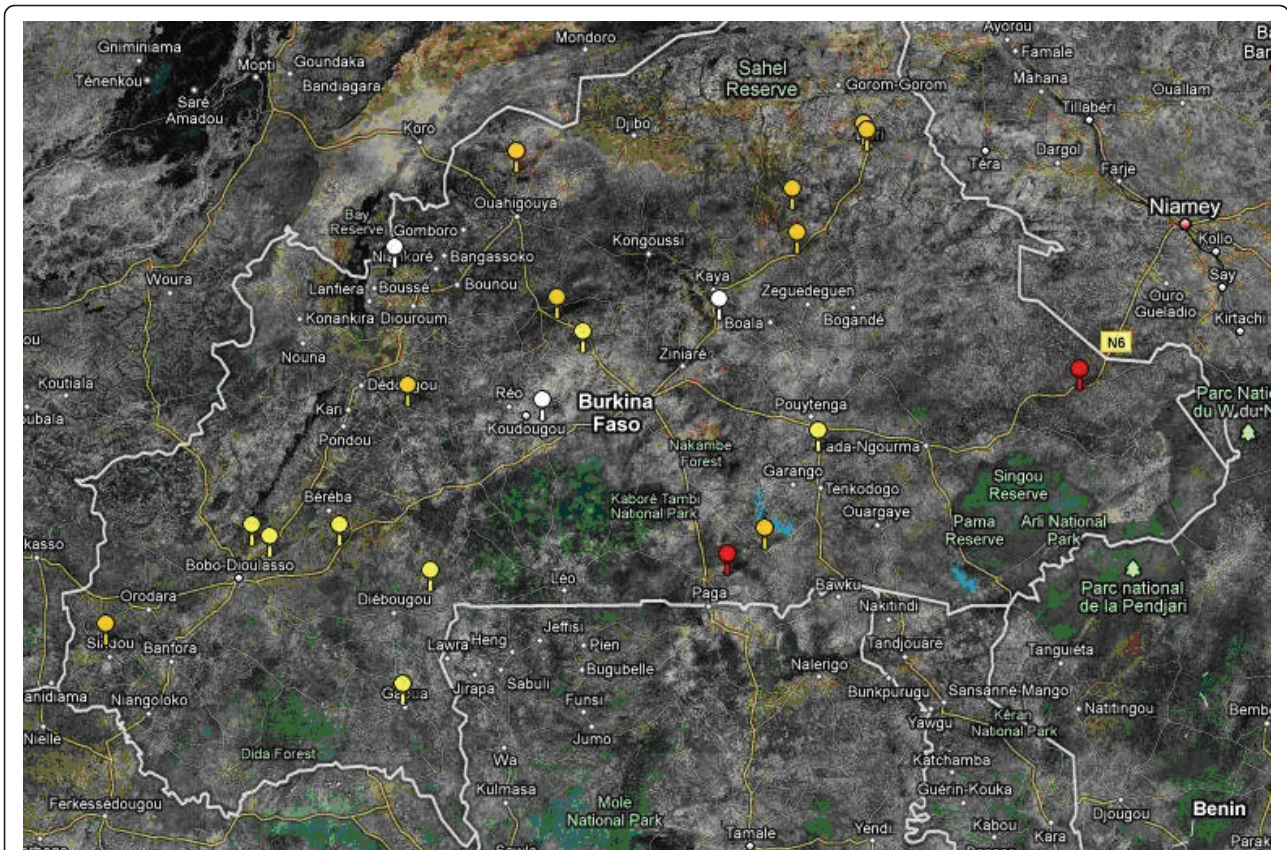 Gniminiama
Goundaka
Mondoro
Ayorou
Famale
Ténenkou
Mopti
Bandiagara
Sahel
Reserve
Gorom-Gorom
Mahana
Ouallam
Saré
Amadou
Koro
Djibo
Tillabéri
Téra
Dargol
Farje
Ouahigouya
Niamey
Bay
Reserve
Gomboro
Kongoussi
Kollo
Bangassoko
Woura
Lanfiera
Boussé
Bounou
Kaya
Zeguedeguen
Say
Ouro
Gueladio
Konankira
Diouroum
Boala
Bogandé
Kirtachi
Nouna
Ziniaré
N6
Koutiala
Réo
Koudougou
Burkina
Faso
Pouytenga
Kari
Pondou
Nakambe
Forest
ada-Ngourma
Garango
Singou
Reserve
Béréba
Kaboré Tambi
National Park
Tenkodogo
Ouargaye
Pama
Reserve
Arli National
Park
Bobo-Dioulasso
Orodara
Diébougou
Léo
Paga
Bawku
Nakitindi
Parc national
de la Pendjari
Banfora
Lawra
Heng
Jeffisi
Pien
Tandjouare
Tanguiéta
Niangoloko
Jirapa
Sabuli
Bugubelle
Nalerigo
Bunkpurugu
Sansanné-Mango
Funsi
Natitingou
Nielle
Jumo
Yawgu
Kéran
National Park
Dida Forest
Wa
Katchamba
Kulmasa
Guérin-Kouka
Ferkessédougou
Mole
National Park
Kabou
Djougou
Benin
Tamale
Yendi
Kara